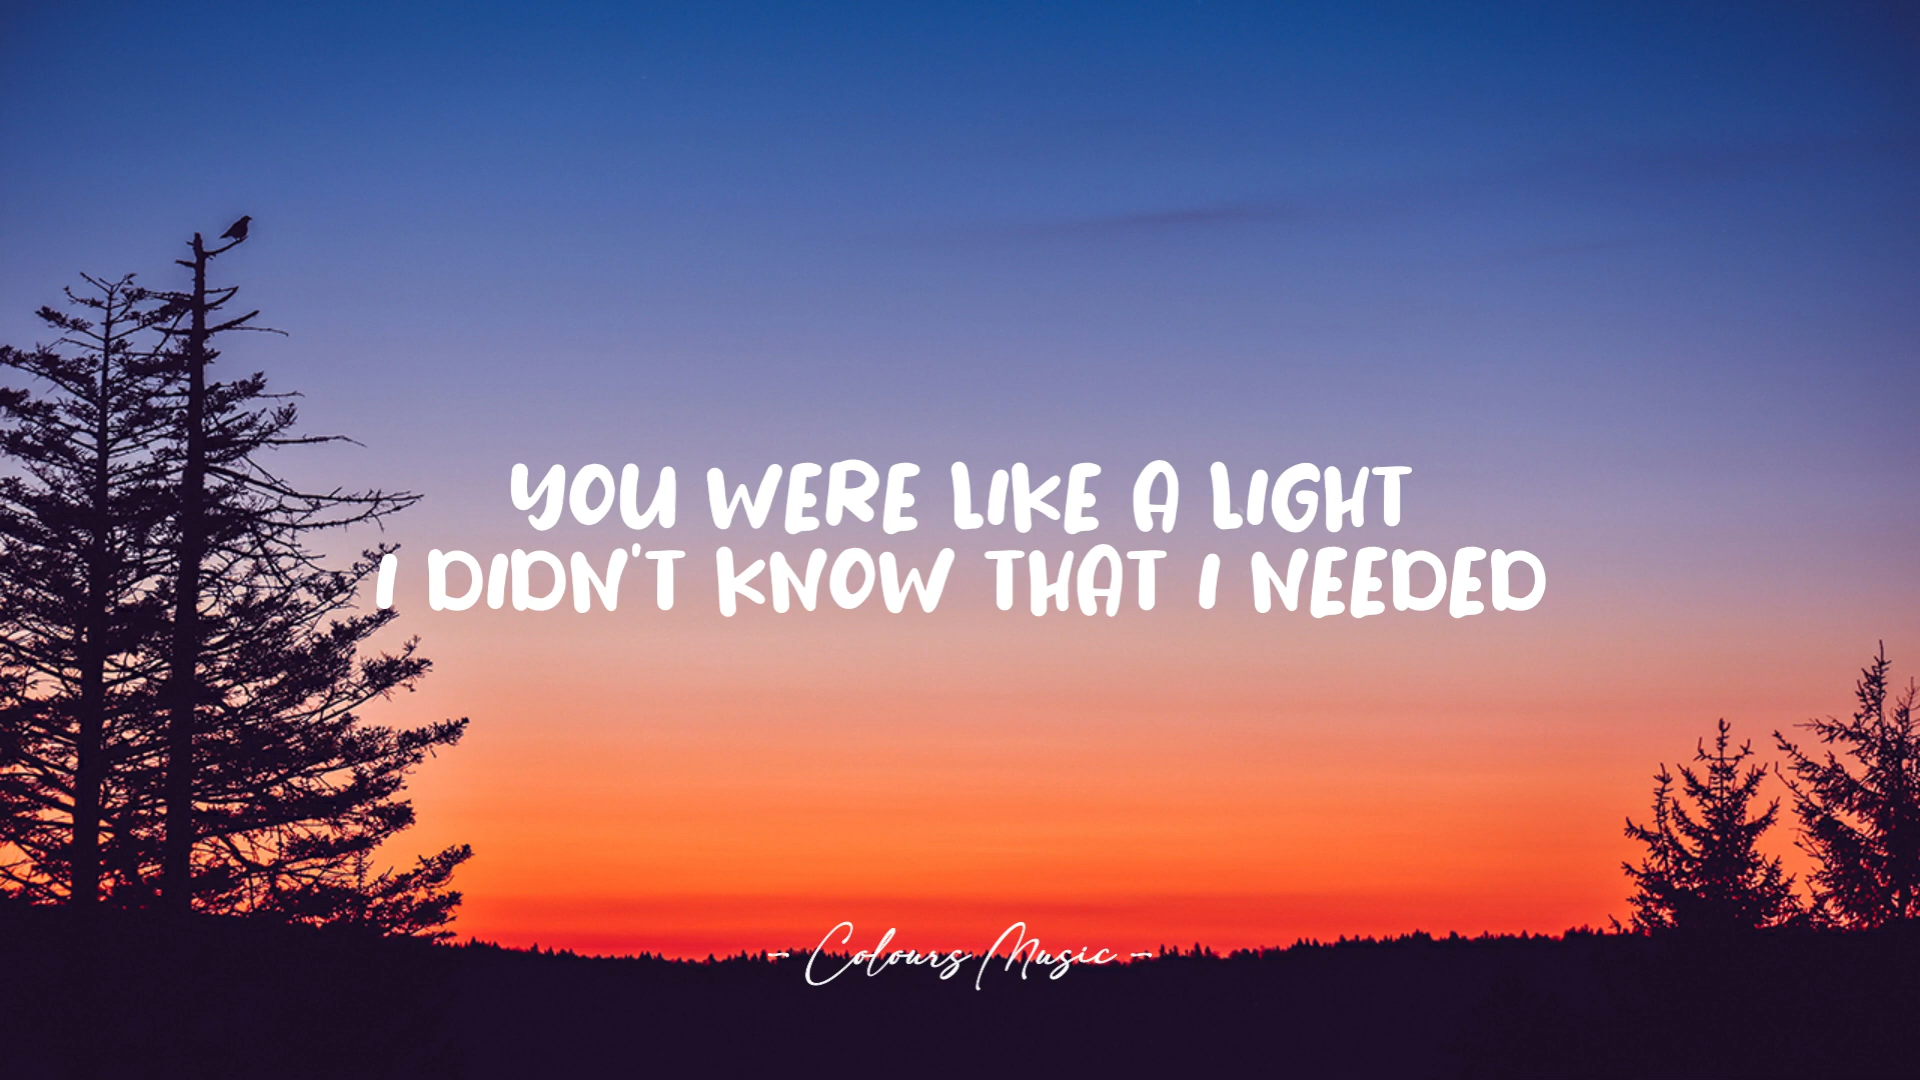 YOU WERE LIKE A LIGHT
I DIDN'T KNOW THAT I NEEDED
- Colours Music -